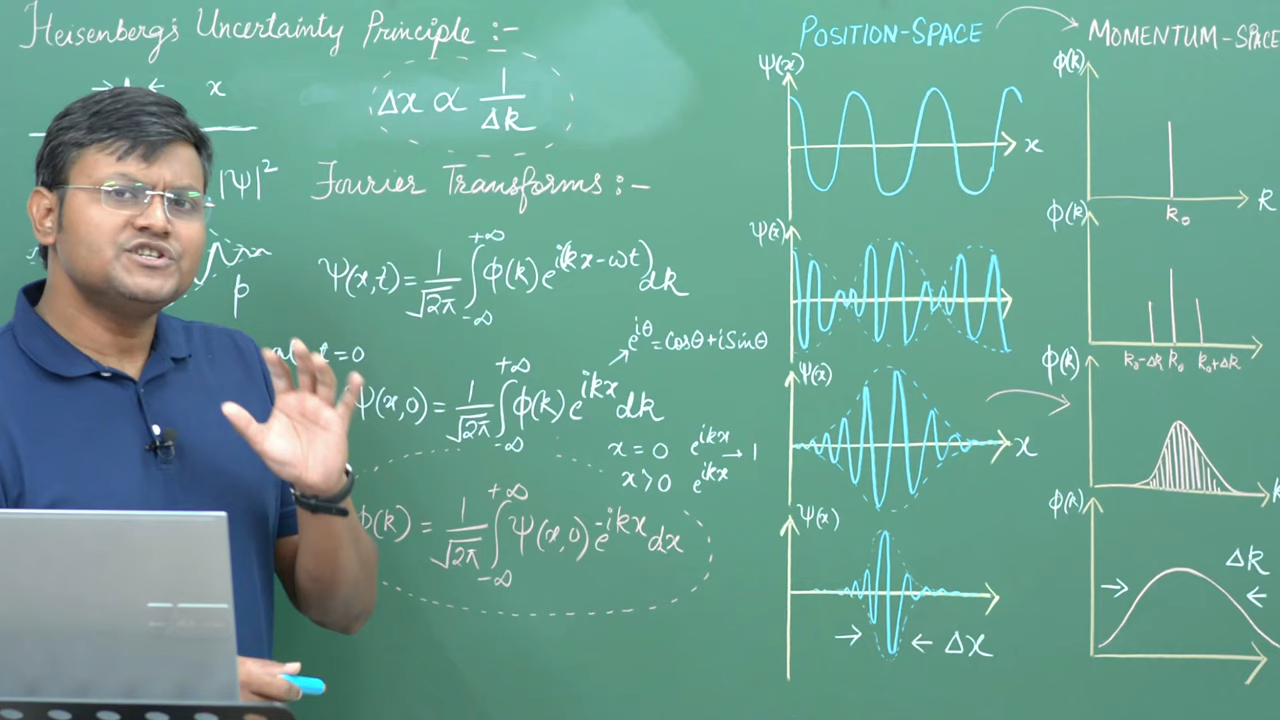 Heisenberg's Uncertainty Principle :-
→ ← x
Δx ∝ 1/Δk
|Ψ|²
Fourier Transforms :-
p
Ψ(x,t) = 1/√2π ∫_{-∞}^{+∞} ϕ(k) e^{i(kx-ωt)} dk
t=0
e^{iθ} = cosθ + i sinθ
Ψ(x,0) = 1/√2π ∫_{-∞}^{+∞} ϕ(k) e^{ikx} dk
x = 0 e^{ikx} → 1
x > 0 e^{ikx}
ϕ(k) = 1/√2π ∫_{-∞}^{+∞} Ψ(x,0) e^{-ikx} dx
POSITION-SPACE
Ψ(x)
x
Ψ(x)
Ψ(x)
x
Ψ(x)
→ ← Δx
MOMENTUM-SPACE
ϕ(k)
k₀
k
ϕ(k)
k₀-Δk k₀ k₀+Δk
ϕ(k)
k
ϕ(k)
Δk
→ ←